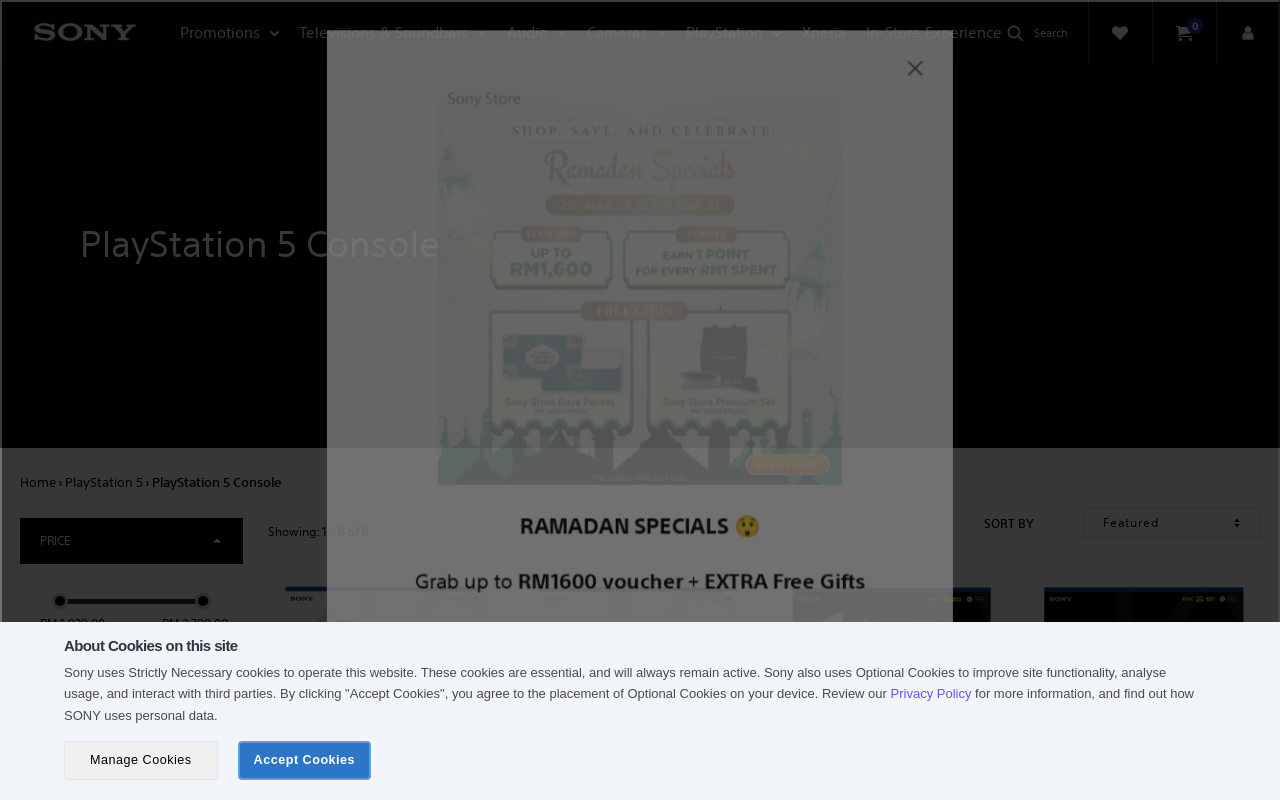 SONY
Promotions
Televisions & Soundbars
Audio
Cameras
PlayStation
Xperia
In-Store Experience
Search
0
Sony Store
SHOP, SAVE, AND CELEBRATE:
Ramadan Specials
VOUCHER
UP TO
RM1,600
POINTS
EARN 1 POINT
FOR EVERY RM1 SPENT
PlayStation 5 Console
FREE GIFTS
Sony Store Raya Packet
Sony Store Premium Set
BUY NOW
Home › PlayStation 5 › PlayStation 5 Console
PRICE
Showing: 1 - 8 of 8
SORT BY
Featured
RAMADAN SPECIALS 😲
Grab up to RM1600 voucher + EXTRA Free Gifts
SONY
SONY
SONY
About Cookies on this site
Sony uses Strictly Necessary cookies to operate this website. These cookies are essential, and will always remain active. Sony also uses Optional Cookies to improve site functionality, analyse
usage, and interact with third parties. By clicking "Accept Cookies", you agree to the placement of Optional Cookies on your device. Review our Privacy Policy for more information, and find out how
SONY uses personal data.
Manage Cookies
Accept Cookies